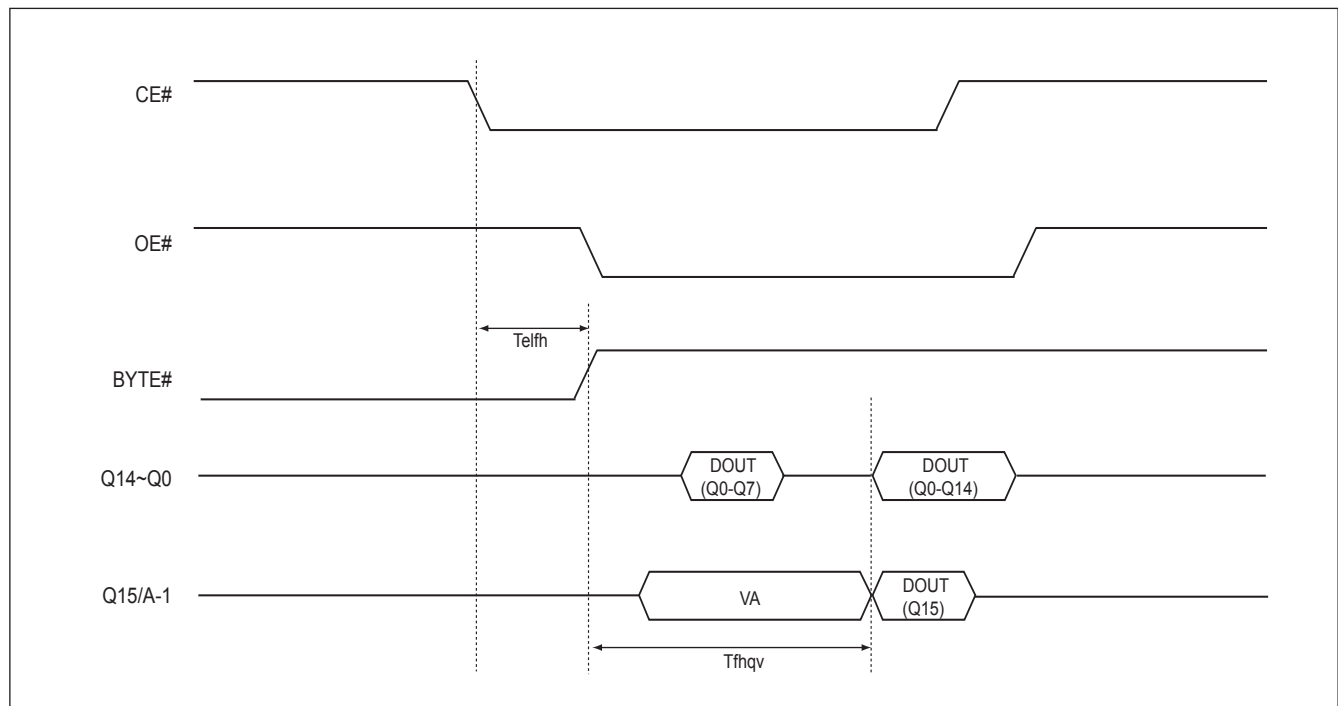 CE#
OE#
Telfh
BYTE#
Q14~Q0
DOUT
(Q0-Q7)
DOUT
(Q0-Q14)
Q15/A-1
VA
DOUT
(Q15)
Tfhqv